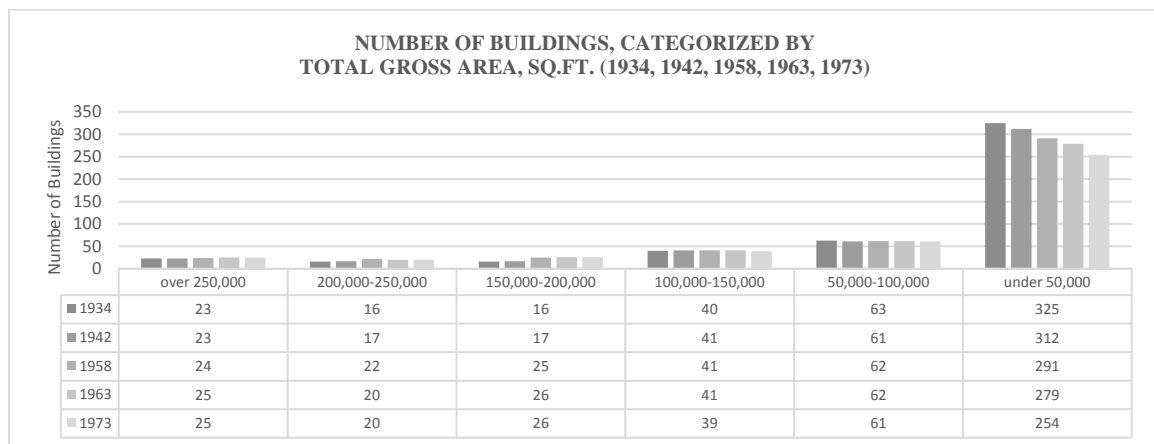 NUMBER OF BUILDINGS, CATEGORIZED BY
TOTAL GROSS AREA, SQ.FT. (1934, 1942, 1958, 1963, 1973)
Number of Buildings
350
300
250
200
150
100
50
0
over 250,000 200,000-250,000 150,000-200,000 100,000-150,000 50,000-100,000 under 50,000
1934 23 16 16 40 63 325
1942 23 17 17 41 61 312
1958 24 22 25 41 62 291
1963 25 20 26 41 62 279
1973 25 20 26 39 61 254